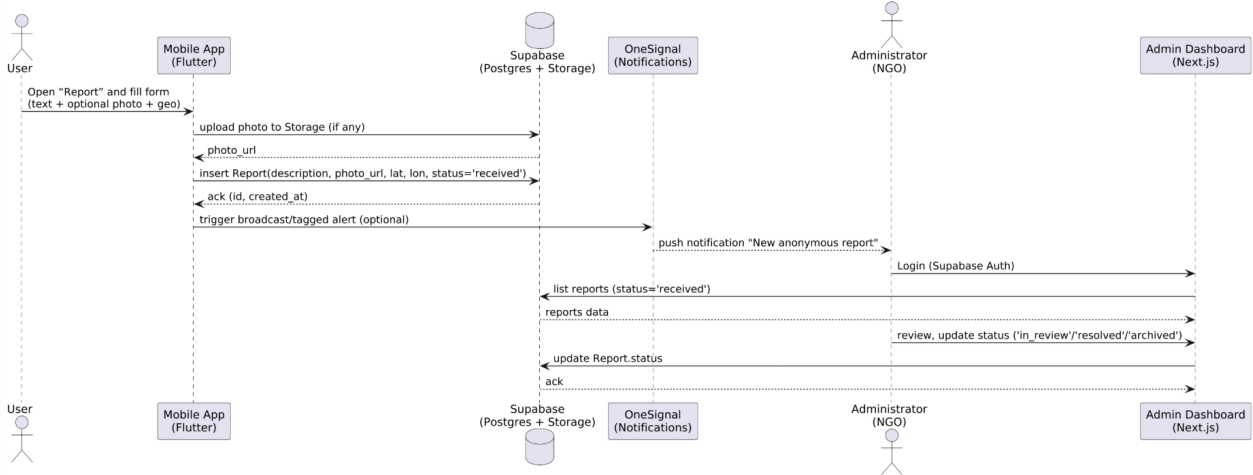 User
Mobile App
(Flutter)
Supabase
(Postgres + Storage)
OneSignal
(Notifications)
Administrator
(NGO)
Admin Dashboard
(Next.js)
Open “Report” and fill form
(text + optional photo + geo)
upload photo to Storage (if any)
photo_url
insert Report(description, photo_url, lat, lon, status='received')
ack (id, created_at)
trigger broadcast/tagged alert (optional)
push notification "New anonymous report"
Login (Supabase Auth)
list reports (status='received')
reports data
review, update status ('in_review'/'resolved'/'archived')
update Report.status
ack
User
Mobile App
(Flutter)
Supabase
(Postgres + Storage)
OneSignal
(Notifications)
Administrator
(NGO)
Admin Dashboard
(Next.js)